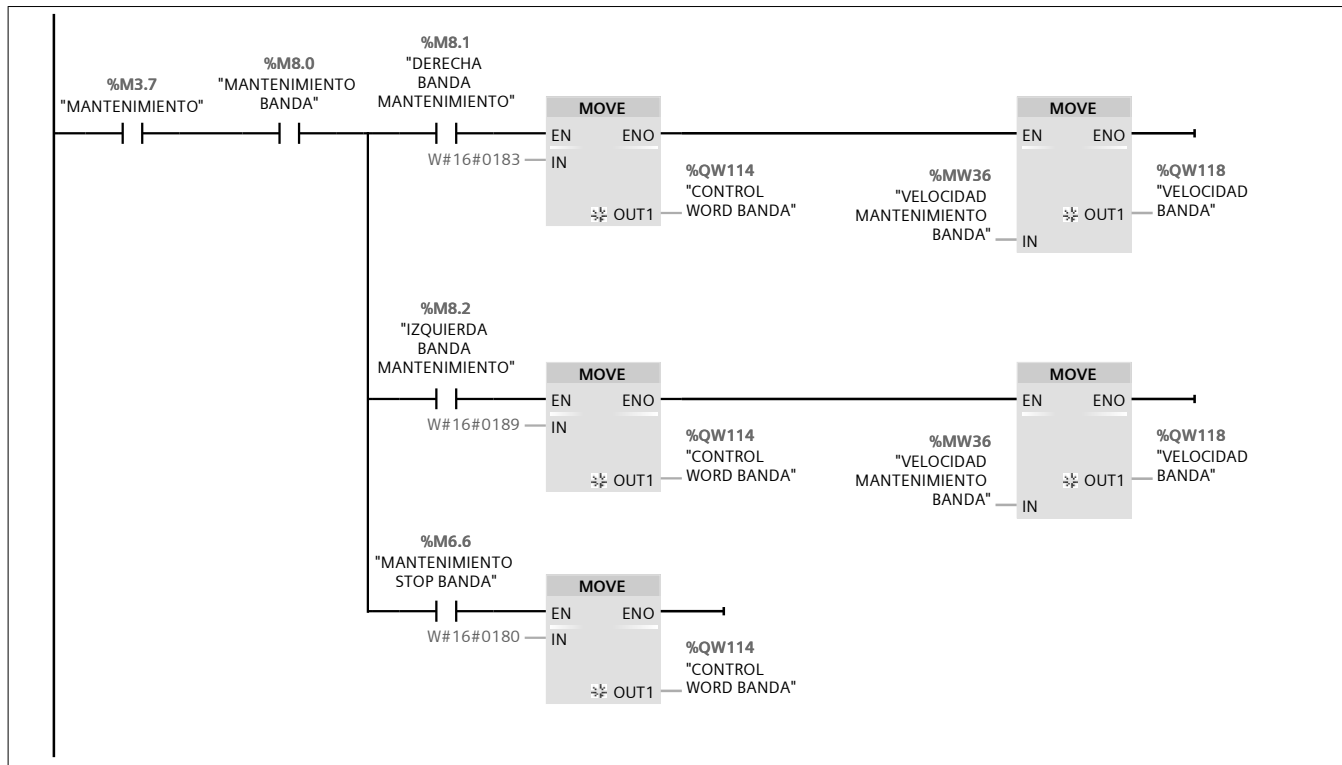 %M3.7
"MANTENIMIENTO"
%M8.0
"MANTENIMIENTO
BANDA"
%M8.1
"DERECHA
BANDA
MANTENIMIENTO"
MOVE
EN ENO
W#16#0183
IN
%QW114
"CONTROL
WORD BANDA"
OUT1
MOVE
EN ENO
%MW36
"VELOCIDAD
MANTENIMIENTO
BANDA"
IN
%QW118
"VELOCIDAD
BANDA"
OUT1
%M8.2
"IZQUIERDA
BANDA
MANTENIMIENTO"
MOVE
EN ENO
W#16#0189
IN
%QW114
"CONTROL
WORD BANDA"
OUT1
MOVE
EN ENO
%MW36
"VELOCIDAD
MANTENIMIENTO
BANDA"
IN
%QW118
"VELOCIDAD
BANDA"
OUT1
%M6.6
"MANTENIMIENTO
STOP BANDA"
MOVE
EN ENO
W#16#0180
IN
%QW114
"CONTROL
WORD BANDA"
OUT1